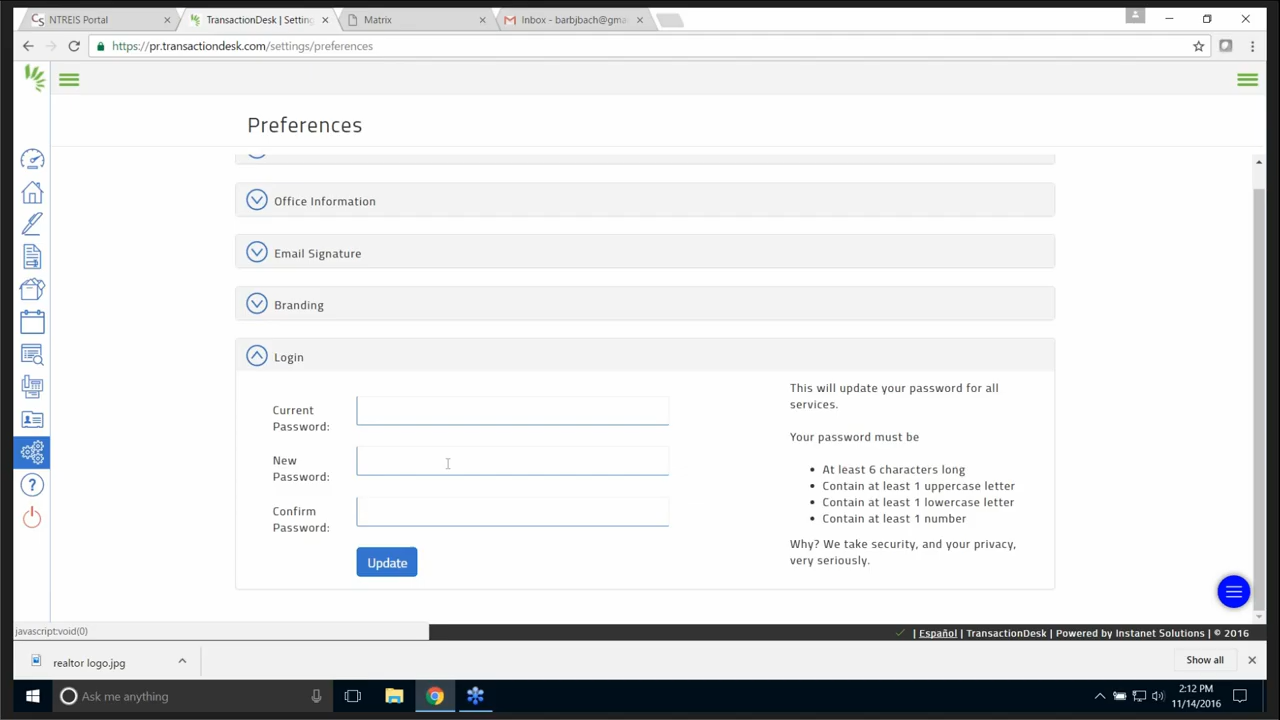 NTREIS Portal
TransactionDesk | Setting
Matrix
Inbox - barbjbach@gma
https://pr.transactiondesk.com/settings/preferences
Preferences
Office Information
Email Signature
Branding
Login
Current
Password:
New
Password:
Confirm
Password:
Update
This will update your password for all
services.
Your password must be
At least 6 characters long
Contain at least 1 uppercase letter
Contain at least 1 lowercase letter
Contain at least 1 number
Why? We take security, and your privacy,
very seriously.
javascript:void(0)
| Español | TransactionDesk | Powered by Instanet Solutions | © 2016
realtor logo.jpg
Show all
Ask me anything
2:12 PM
11/14/2016